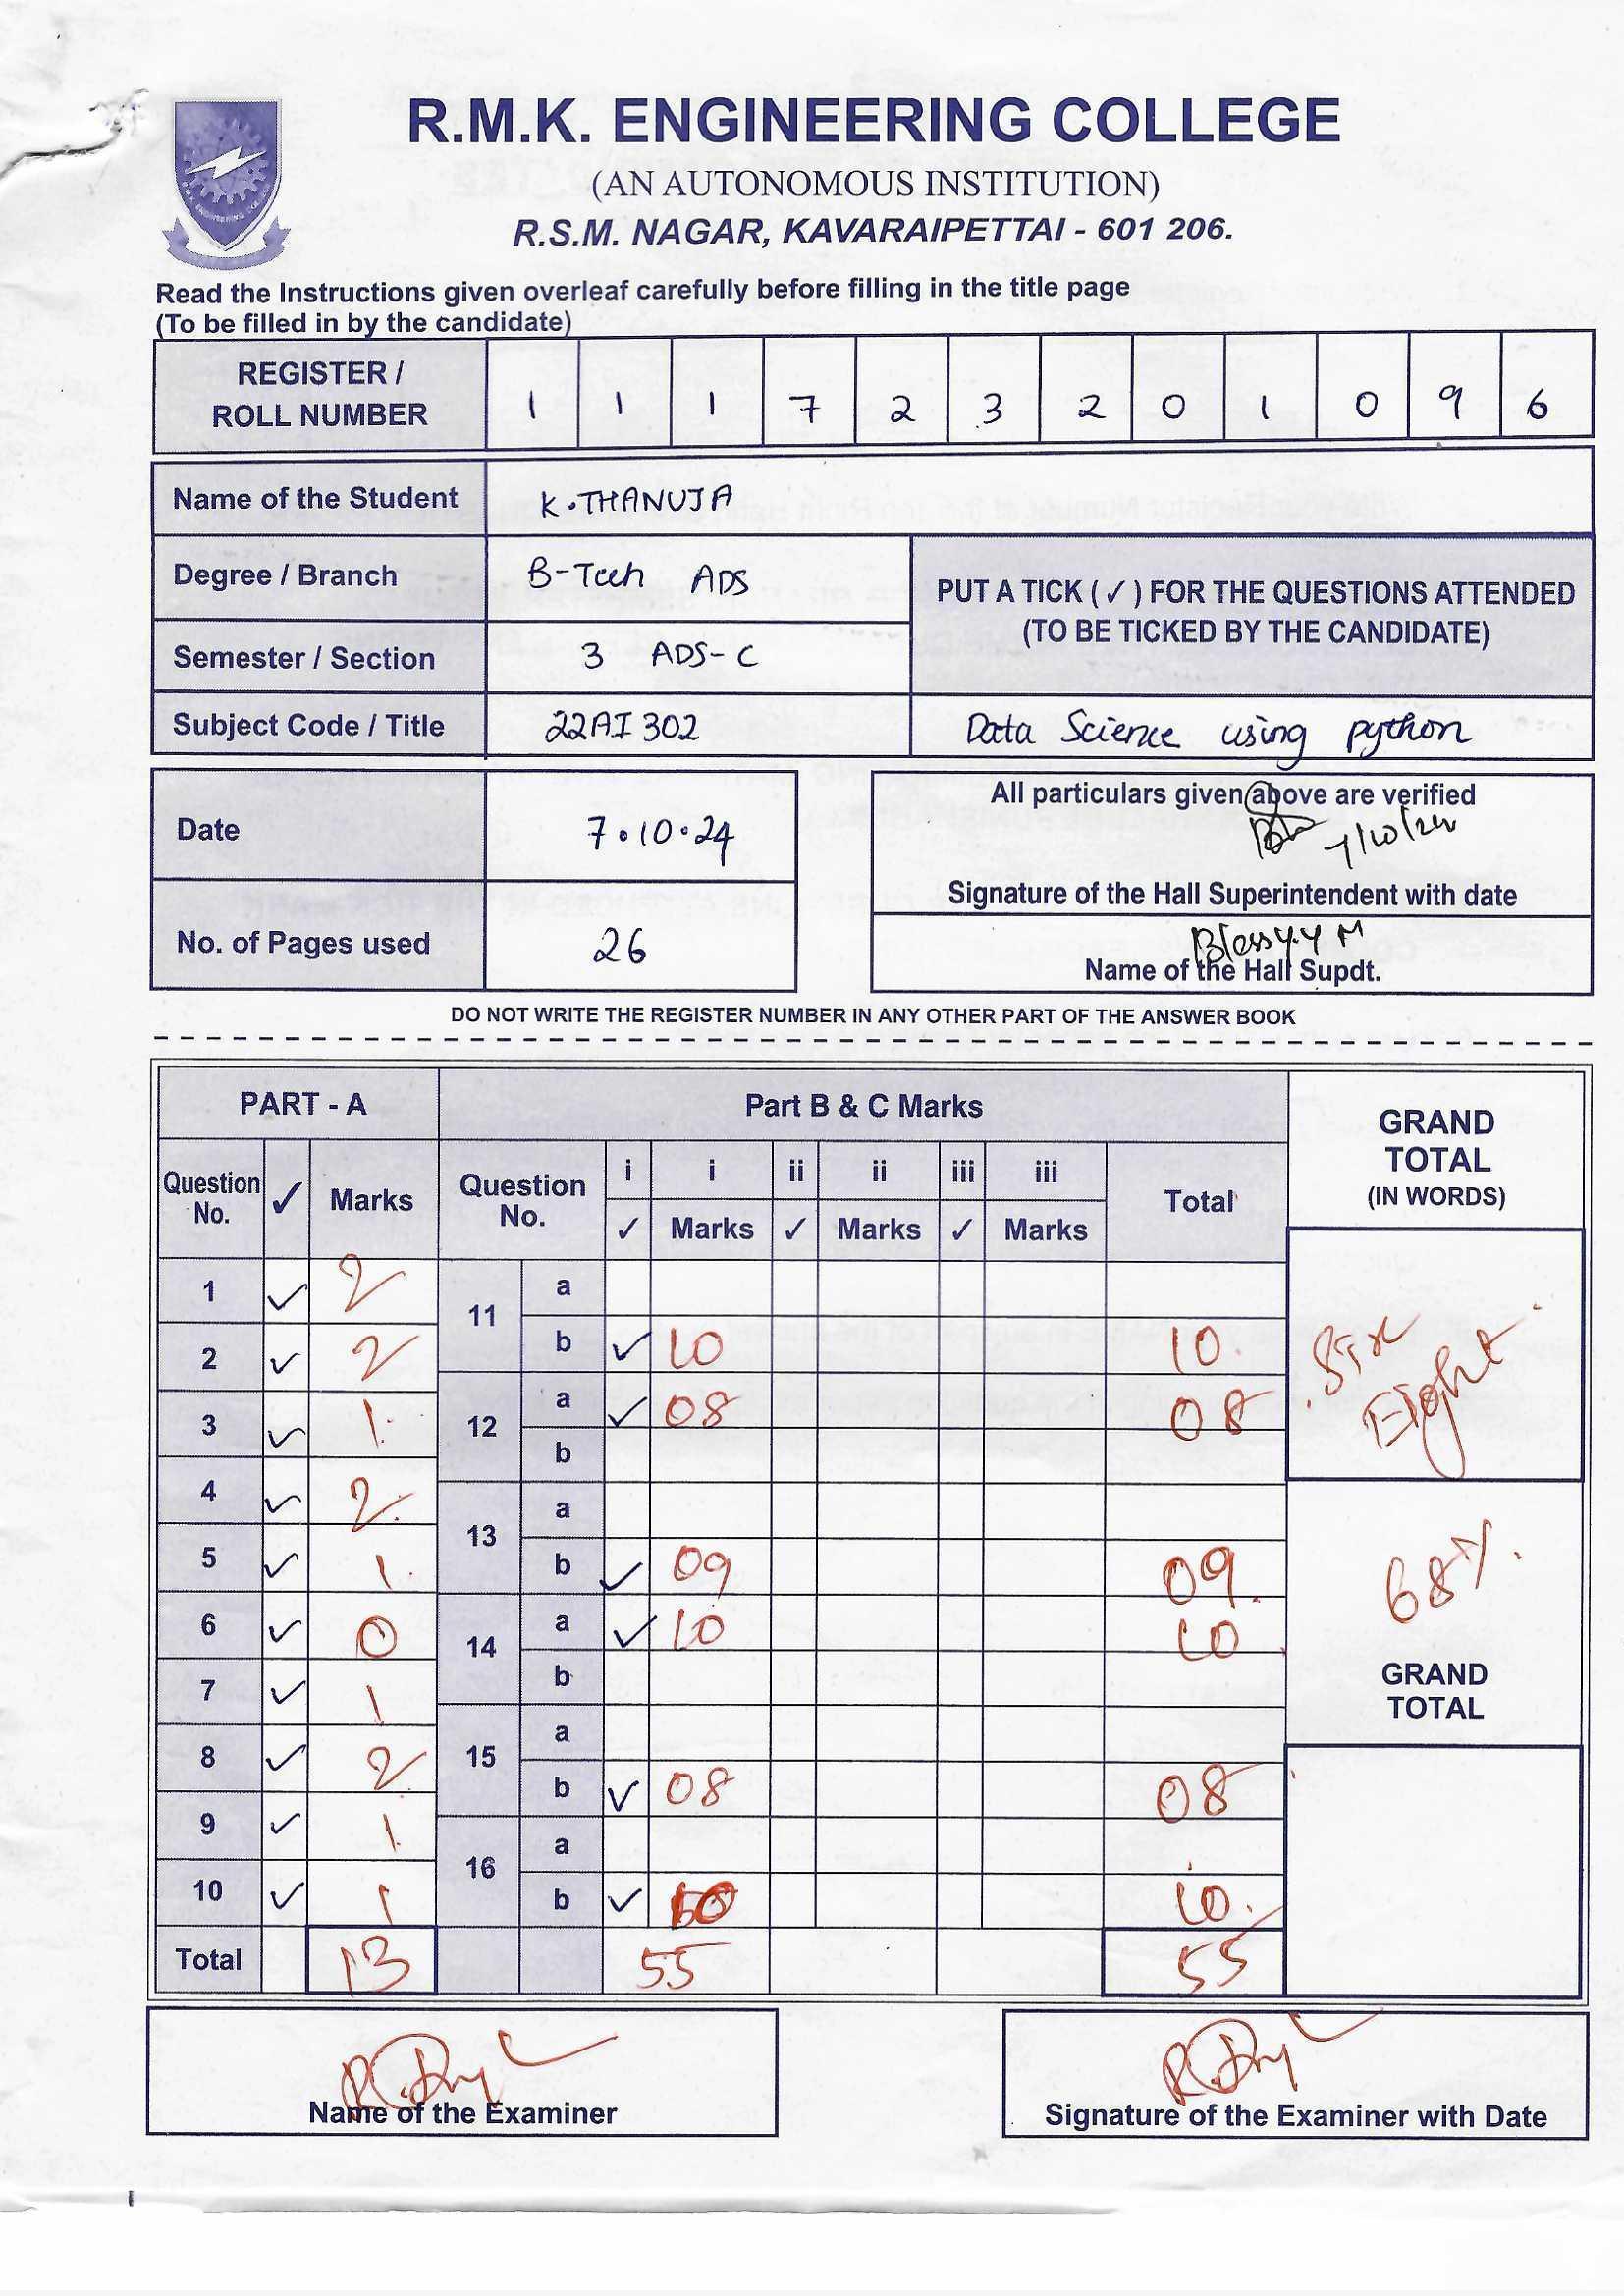 R.M.K. ENGINEERING COLLEGE
(AN AUTONOMOUS INSTITUTION)
R.S.M. NAGAR, KAVARAIPETTAI - 601 206.
R.M.K. ENGINEERING COLLEGE
Read the Instructions given overleaf carefully before filling in the title page
(To be filled in by the candidate)
REGISTER / ROLL NUMBER 1 1 1 7 2 3 2 0 1 0 9 6
Name of the Student K.THANUJA
Degree / Branch B-Tech ADS
PUT A TICK ( ✓ ) FOR THE QUESTIONS ATTENDED
(TO BE TICKED BY THE CANDIDATE)
Semester / Section 3 ADS-C
Subject Code / Title 22AI302 Data Science using python
Date 7.10.24
All particulars given above are verified
7/10/24
Signature of the Hall Superintendent with date
No. of Pages used 26
Blessy.Y M
Name of the Hall Supdt.
DO NOT WRITE THE REGISTER NUMBER IN ANY OTHER PART OF THE ANSWER BOOK
PART - A Part B & C Marks GRAND TOTAL (IN WORDS)
Question No. ✓ Marks Question No. i i ii ii iii iii Total
✓ Marks ✓ Marks ✓ Marks
1 ✓ 2 11 a
2 ✓ 2 b ✓ 10 10.
3 ✓ 1. 12 a ✓ 08 08
b
Six
Eight
4 ✓ 2. 13 a
5 ✓ 1. b ✓ 09 09.
68%.
6 ✓ 0 14 a ✓ 10 10
7 ✓ 1 b
GRAND TOTAL
8 ✓ 2 15 a
b ✓ 08 08
9 ✓ 1. 16 a
10 ✓ 1 b ✓ 10 10.
Total 13 55 55
Name of the Examiner
Signature of the Examiner with Date